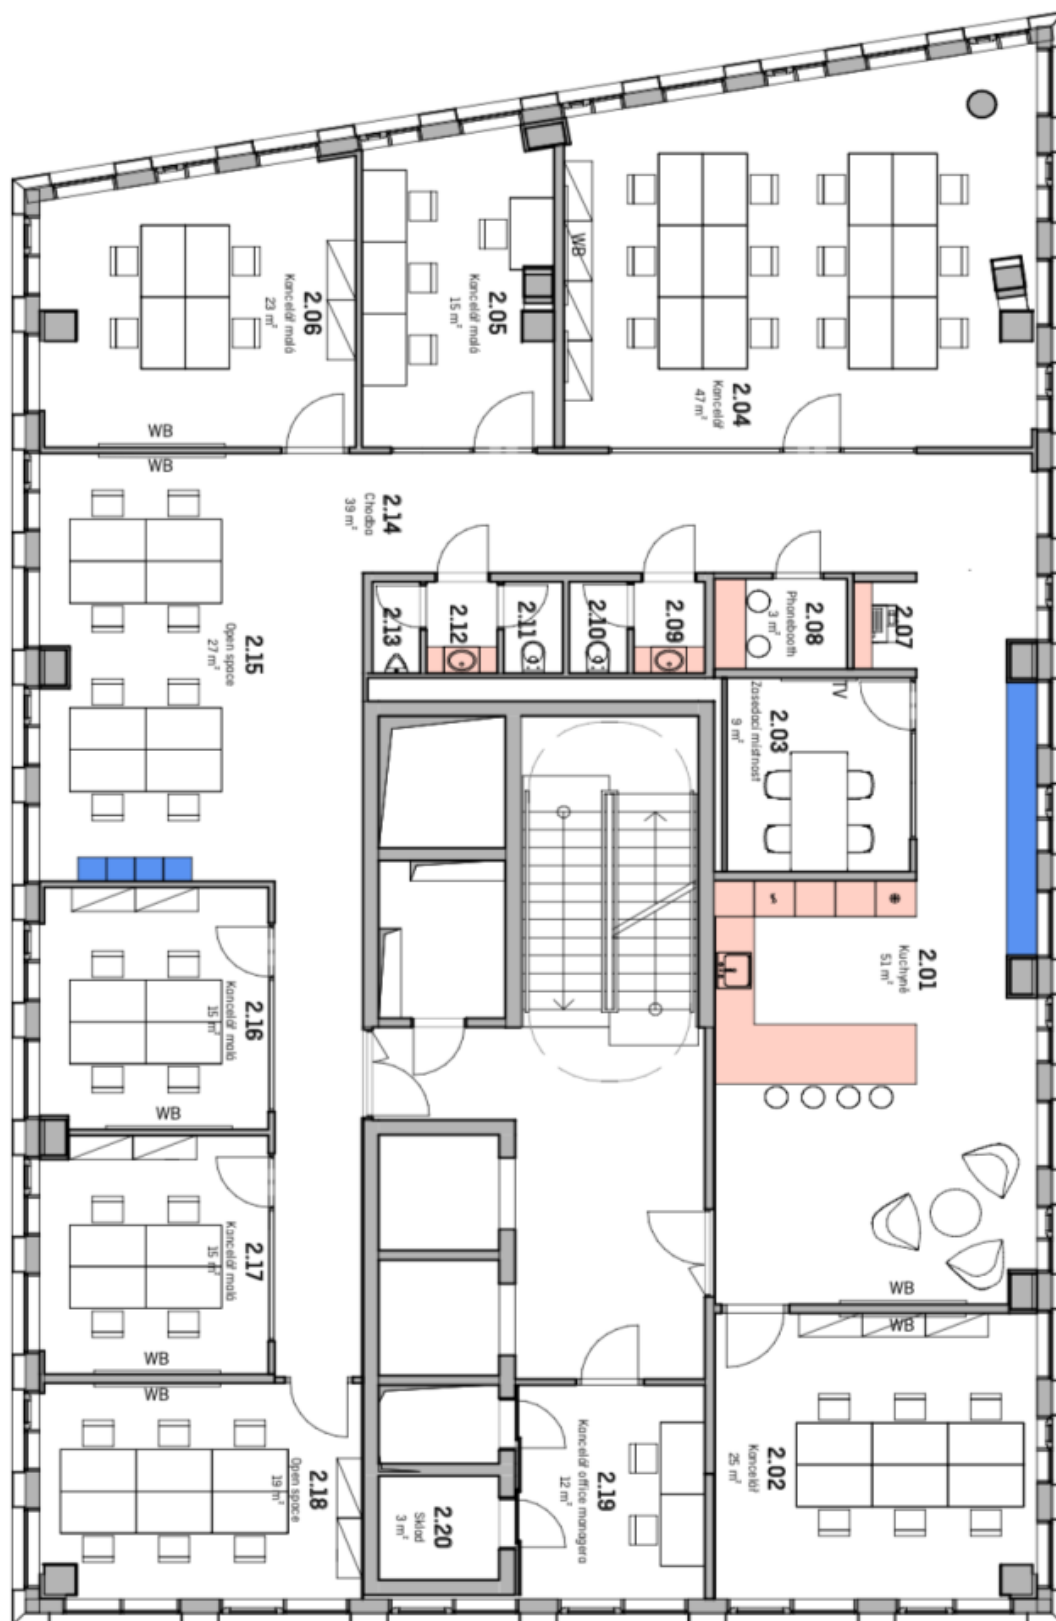 2.06
Kancelář malá
23 m²
2.05
Kancelář malá
15 m²
WB
2.04
Kancelář
47 m²
WB
WB
2.14
Chodba
39 m²
2.15
Open space
27 m²
2.13
2.12
2.11
2.10
2.09
2.08
Phonebooth
3 m²
2.07
TV
2.03
Zasedací místnost
9 m²
2.01
Kuchyně
51 m²
2.16
Kancelář malá
15 m²
WB
2.17
Kancelář malá
15 m²
WB
WB
2.18
Open space
19 m²
2.20
Sklad
3 m²
2.19
Kancelář office managera
12 m²
WB
WB
2.02
Kancelář
25 m²